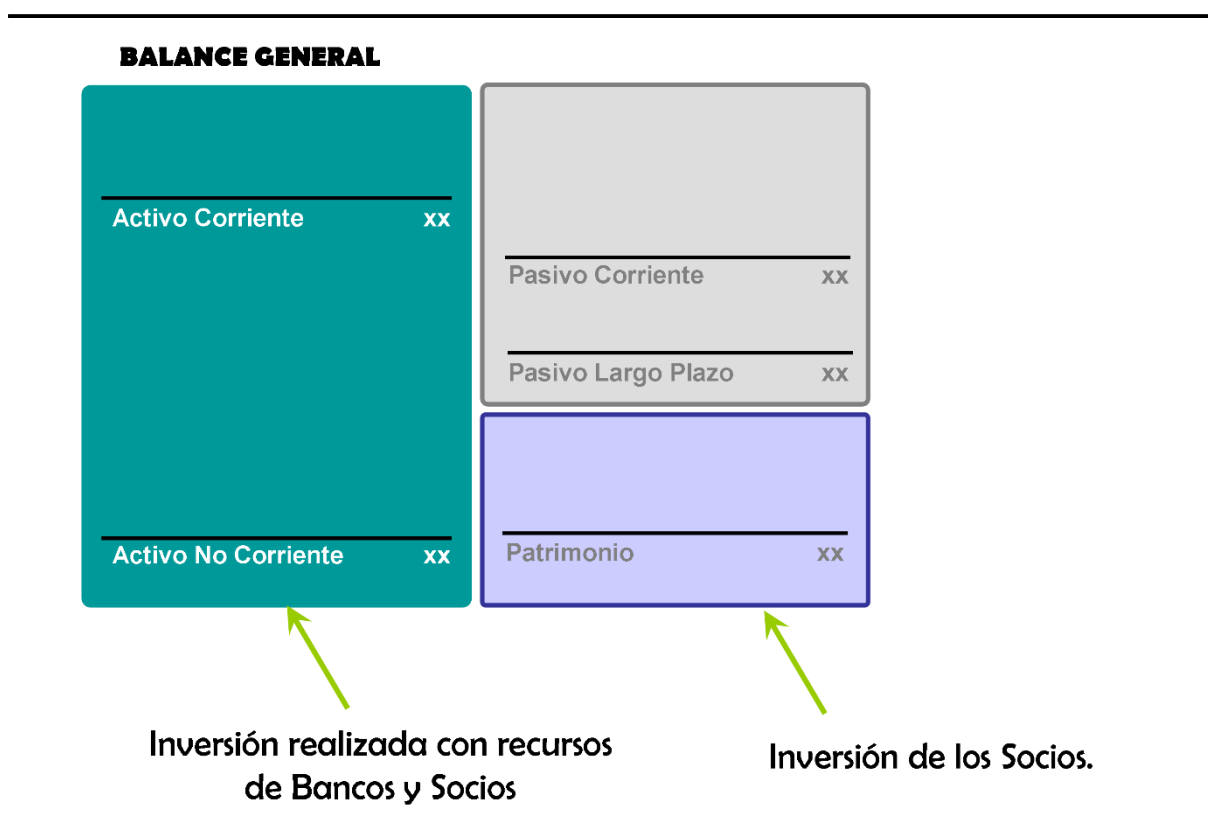 BALANCE GENERAL
Activo Corriente xx
Activo No Corriente xx
Pasivo Corriente xx
Pasivo Largo Plazo xx
Patrimonio xx
Inversión realizada con recursos
de Bancos y Socios
Inversión de los Socios.